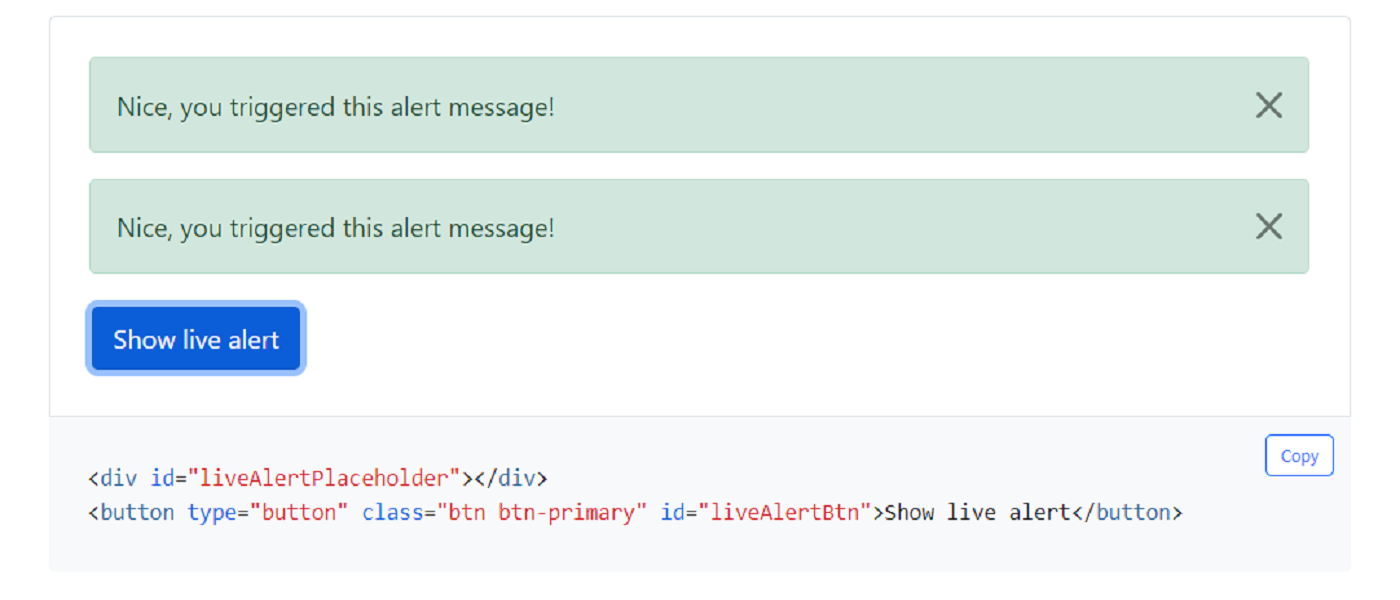 Nice, you triggered this alert message!
Nice, you triggered this alert message!
Show live alert
Copy
<div id="liveAlertPlaceholder"></div>
<button type="button" class="btn btn-primary" id="liveAlertBtn">Show live alert</button>